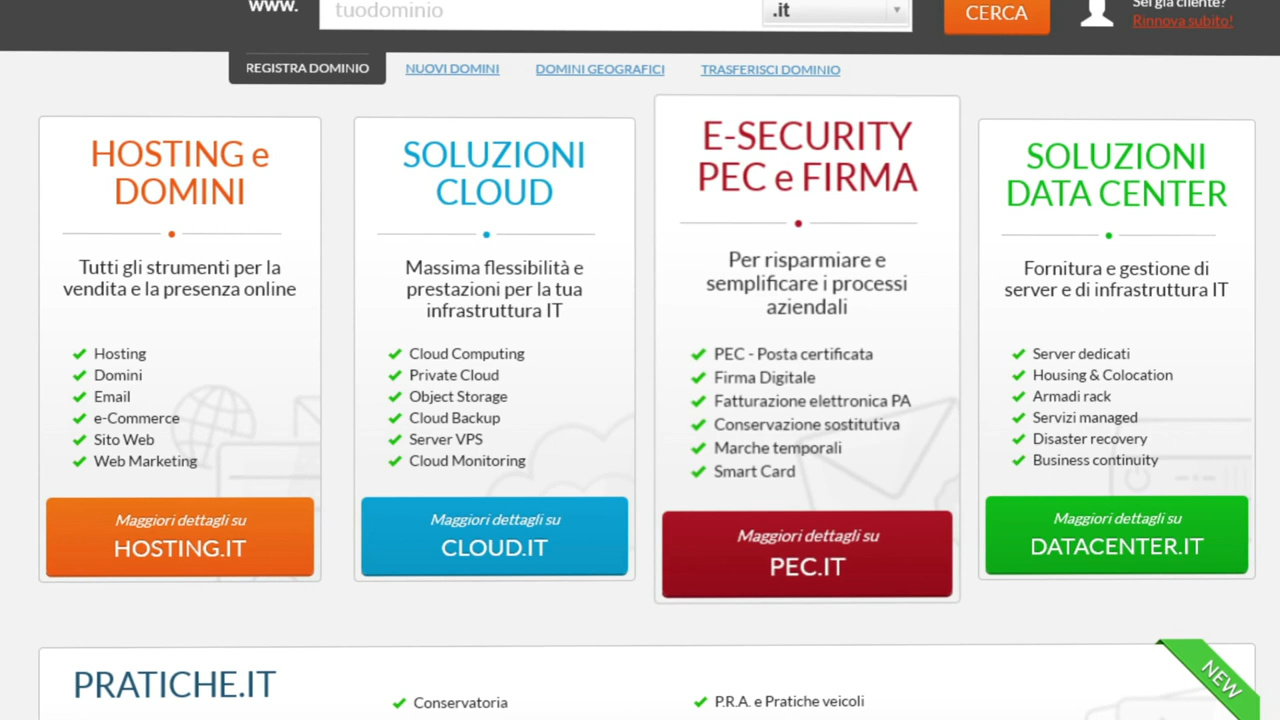 www.
tuodominio
.it
CERCA
Sei già cliente?
Rinnova subito!
REGISTRA DOMINIO
NUOVI DOMINI
DOMINI GEOGRAFICI
TRASFERISCI DOMINIO
HOSTING e
DOMINI
Tutti gli strumenti per la
vendita e la presenza online
Hosting
Domini
Email
e-Commerce
Sito Web
Web Marketing
Maggiori dettagli su
HOSTING.IT
SOLUZIONI
CLOUD
Massima flessibilità e
prestazioni per la tua
infrastruttura IT
Cloud Computing
Private Cloud
Object Storage
Cloud Backup
Server VPS
Cloud Monitoring
Maggiori dettagli su
CLOUD.IT
E-SECURITY
PEC e FIRMA
Per risparmiare e
semplificare i processi
aziendali
PEC - Posta certificata
Firma Digitale
Fatturazione elettronica PA
Conservazione sostitutiva
Marche temporali
Smart Card
Maggiori dettagli su
PEC.IT
SOLUZIONI
DATA CENTER
Fornitura e gestione di
server e di infrastruttura IT
Server dedicati
Housing & Colocation
Armadi rack
Servizi managed
Disaster recovery
Business continuity
Maggiori dettagli su
DATACENTER.IT
PRATICHE.IT
Conservatoria
P.R.A. e Pratiche veicoli
NEW